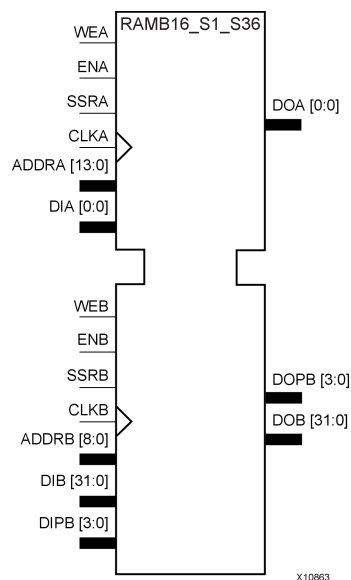 RAMB16_S1_S36
WEA
ENA
SSRA
DOA [0:0]
CLKA
ADDRA [13:0]
DIA [0:0]
WEB
ENB
SSRB
DOPB [3:0]
CLKB
DOB [31:0]
ADDRB [8:0]
DIB [31:0]
DIPB [3:0]
X10863